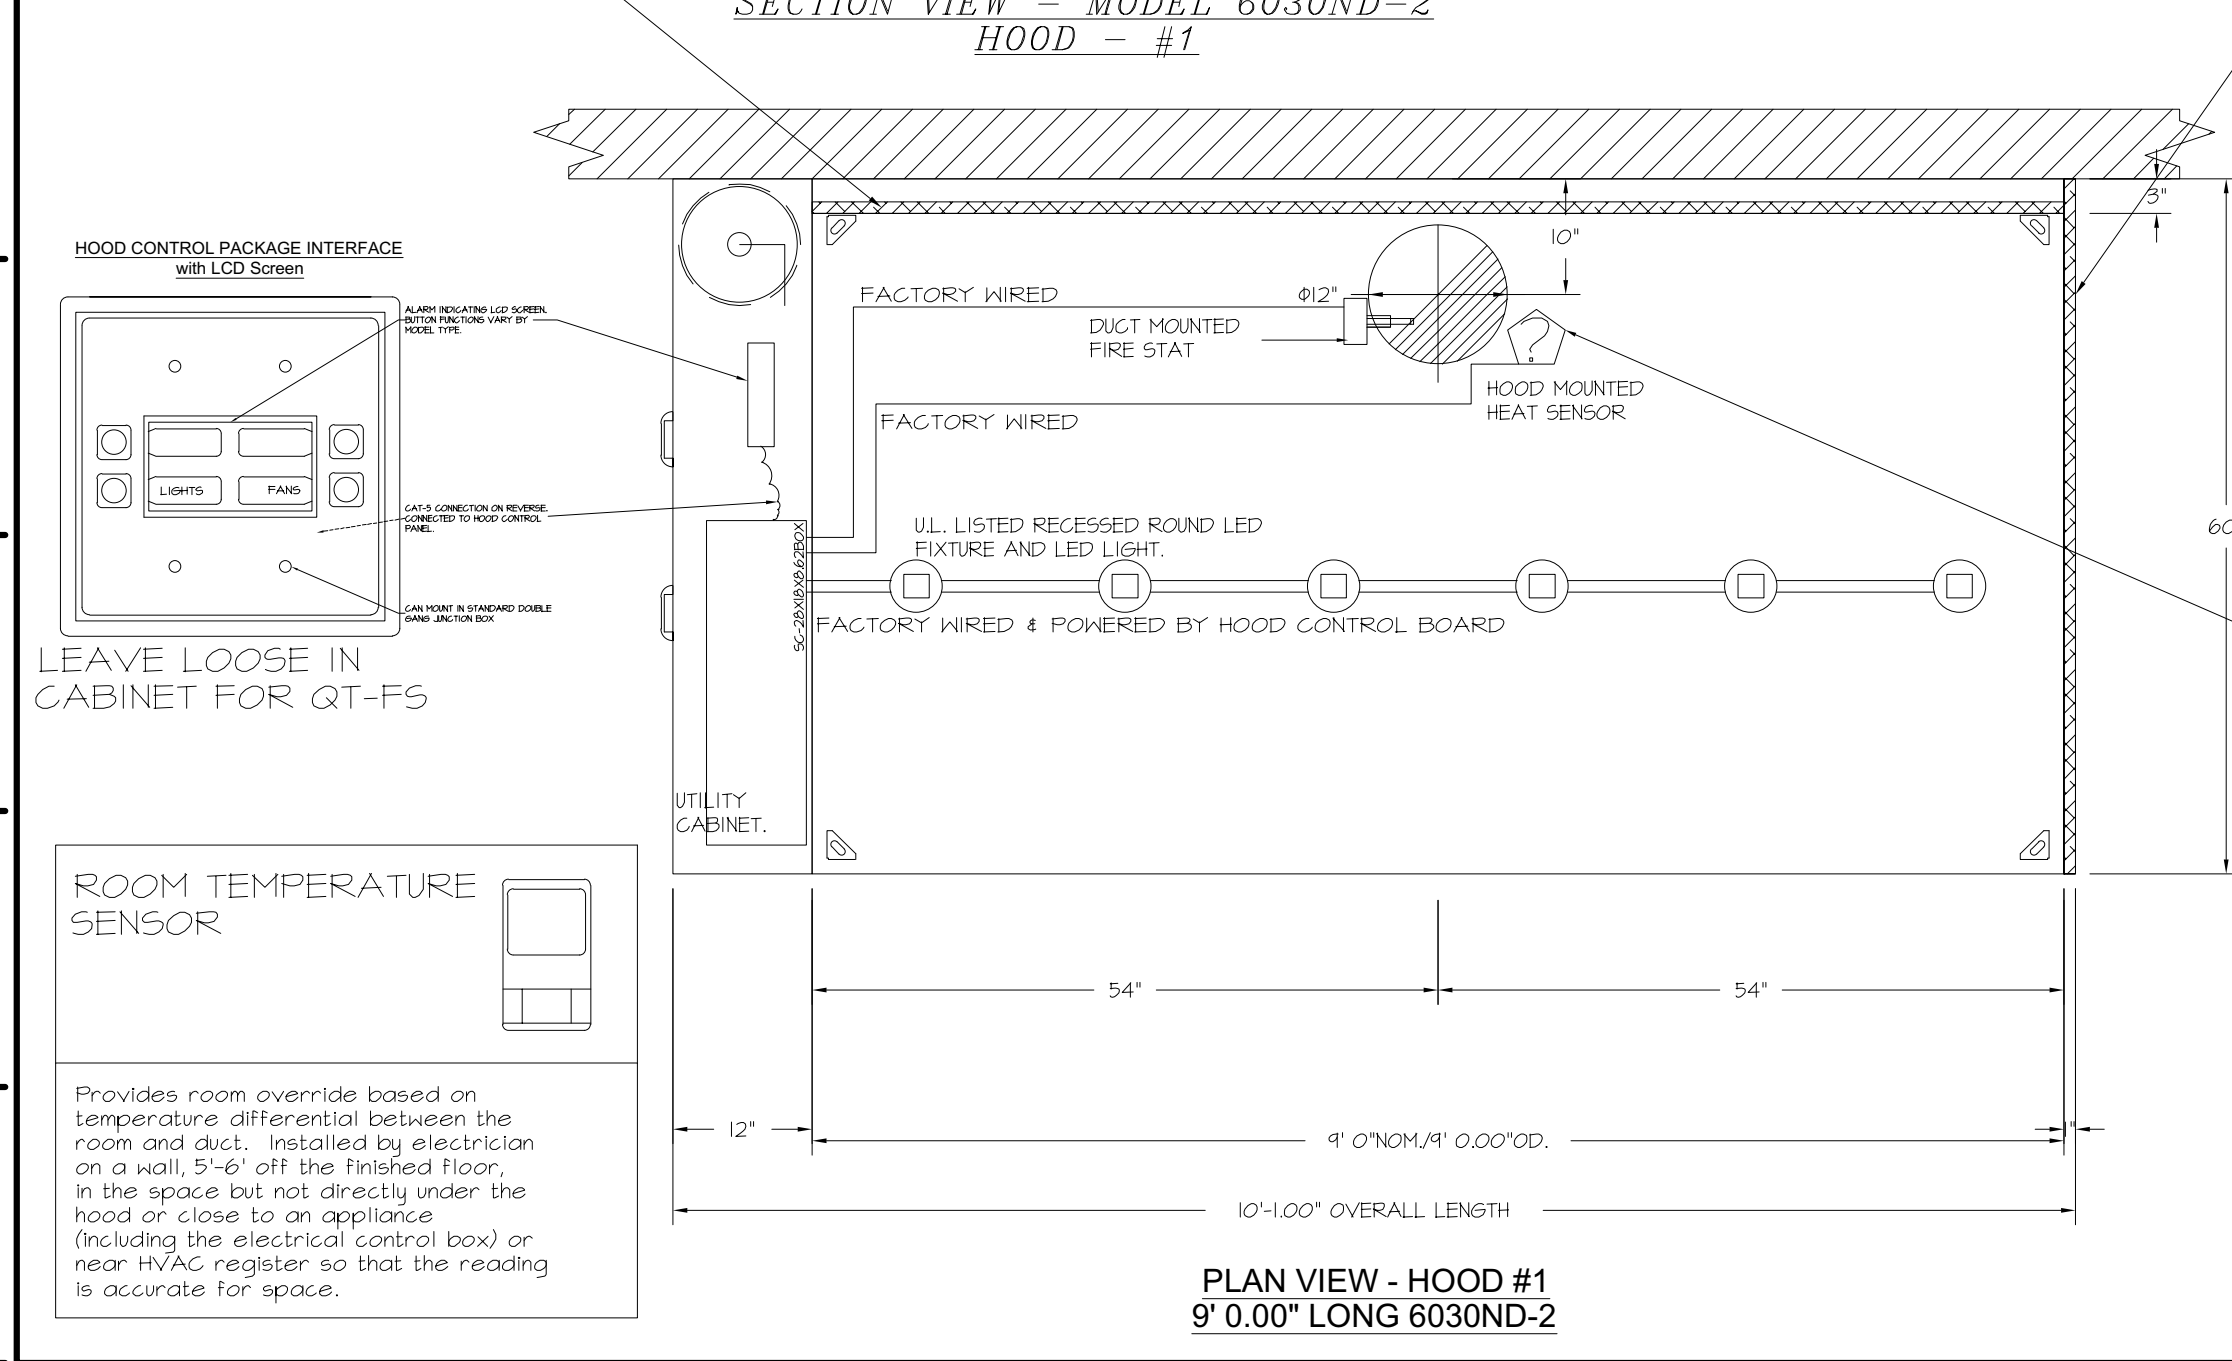 SECTION VIEW - MODEL 6030ND-2
HOOD - #1
3"
10"
HOOD CONTROL PACKAGE INTERFACE
with LCD Screen
ALARM INDICATING LCD SCREEN.
BUTTON FUNCTIONS VARY BY
MODEL TYPE.
LIGHTS
FANS
CAT-5 CONNECTION ON REVERSE.
CONNECTED TO HOOD CONTROL
PANEL.
CAN MOUNT IN STANDARD DOUBLE
GANG JUNCTION BOX
LEAVE LOOSE IN
CABINET FOR QT-FS
FACTORY WIRED
Φ12"
DUCT MOUNTED
FIRE STAT
?
HOOD MOUNTED
HEAT SENSOR
FACTORY WIRED
U.L. LISTED RECESSED ROUND LED
FIXTURE AND LED LIGHT.
60
SC-28X18X8.62BOX
FACTORY WIRED & POWERED BY HOOD CONTROL BOARD
UTILITY
CABINET.
ROOM TEMPERATURE
SENSOR
Provides room override based on
temperature differential between the
room and duct. Installed by electrician
on a wall, 5'-6' off the finished floor,
in the space but not directly under the
hood or close to an appliance
(including the electrical control box) or
near HVAC register so that the reading
is accurate for space.
54"
54"
12"
9' 0"NOM./9' 0.00"OD.
1"
10'-1.00" OVERALL LENGTH
PLAN VIEW - HOOD #1
9' 0.00" LONG 6030ND-2